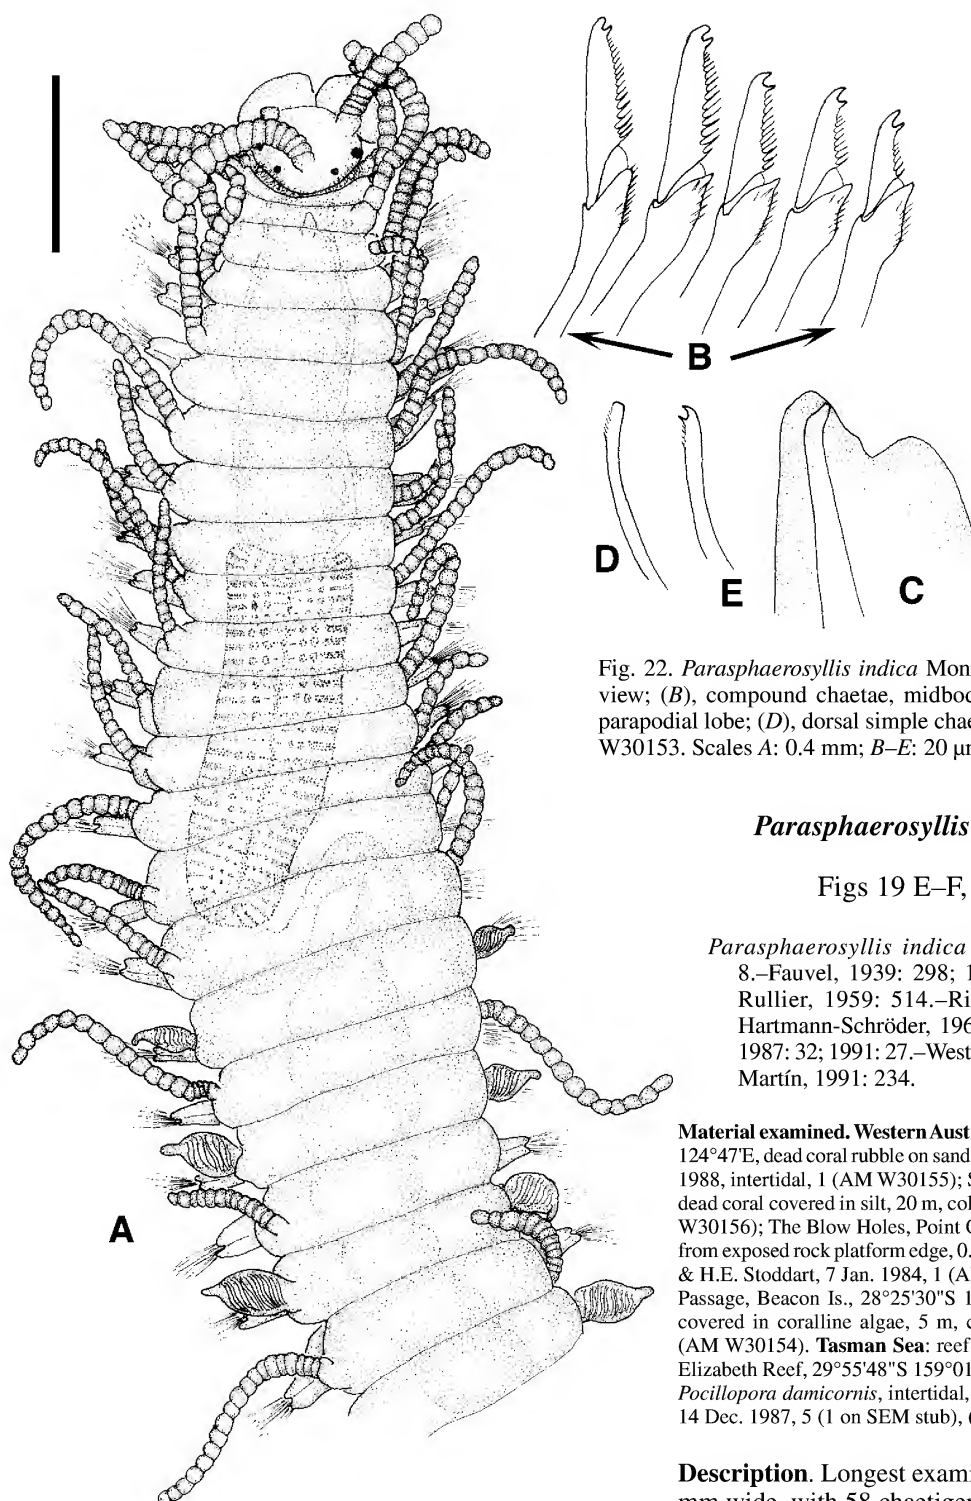 B
D
E
C
A
Fig. 22. Parasphaerosyllis indica Mon
view; (B), compound chaetae, midbod
parapodial lobe; (D), dorsal simple chae
W30153. Scales A: 0.4 mm; B–E: 20 μm
Parasphaerosyllis
Figs 19 E–F,
Parasphaerosyllis indica
8.–Fauvel, 1939: 298; 1
Rullier, 1959: 514.–Ri
Hartmann-Schröder, 196
1987: 32; 1991: 27.–West
Martín, 1991: 234.
Material examined. Western Aust
124°47'E, dead coral rubble on sand
1988, intertidal, 1 (AM W30155); S
dead coral covered in silt, 20 m, col
W30156); The Blow Holes, Point
from exposed rock platform edge, 0.
& H.E. Stoddart, 7 Jan. 1984, 1 (A
Passage, Beacon Is., 28°25'30"S 1
covered in coralline algae, 5 m, c
(AM W30154). Tasman Sea: reef
Elizabeth Reef, 29°55'48"S 159°01
Pocillopora damicornis, intertidal,
14 Dec. 1987, 5 (1 on SEM stub),
Description. Longest exami
mm wide, with 58 chaetiger